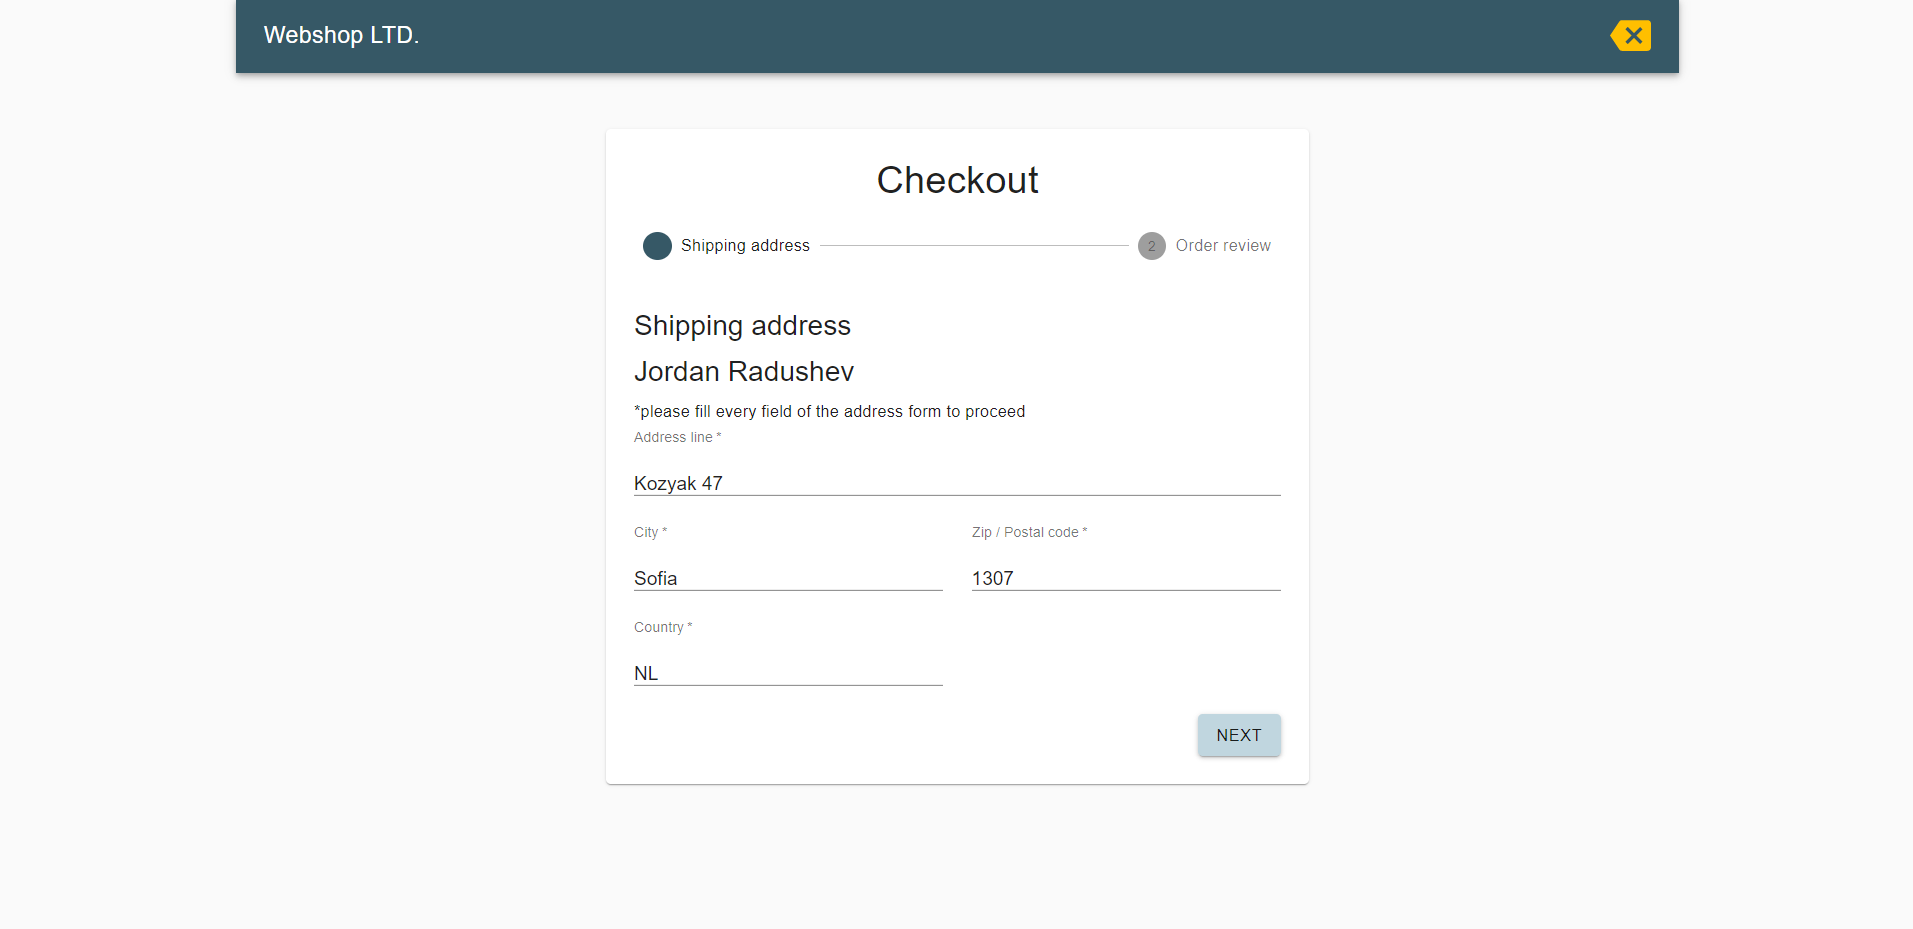 Webshop LTD.
Checkout
Shipping address
2 Order review
Shipping address
Jordan Radushev
*please fill every field of the address form to proceed
Address line *
Kozyak 47
City * Zip / Postal code *
Sofia 1307
Country *
NL
NEXT